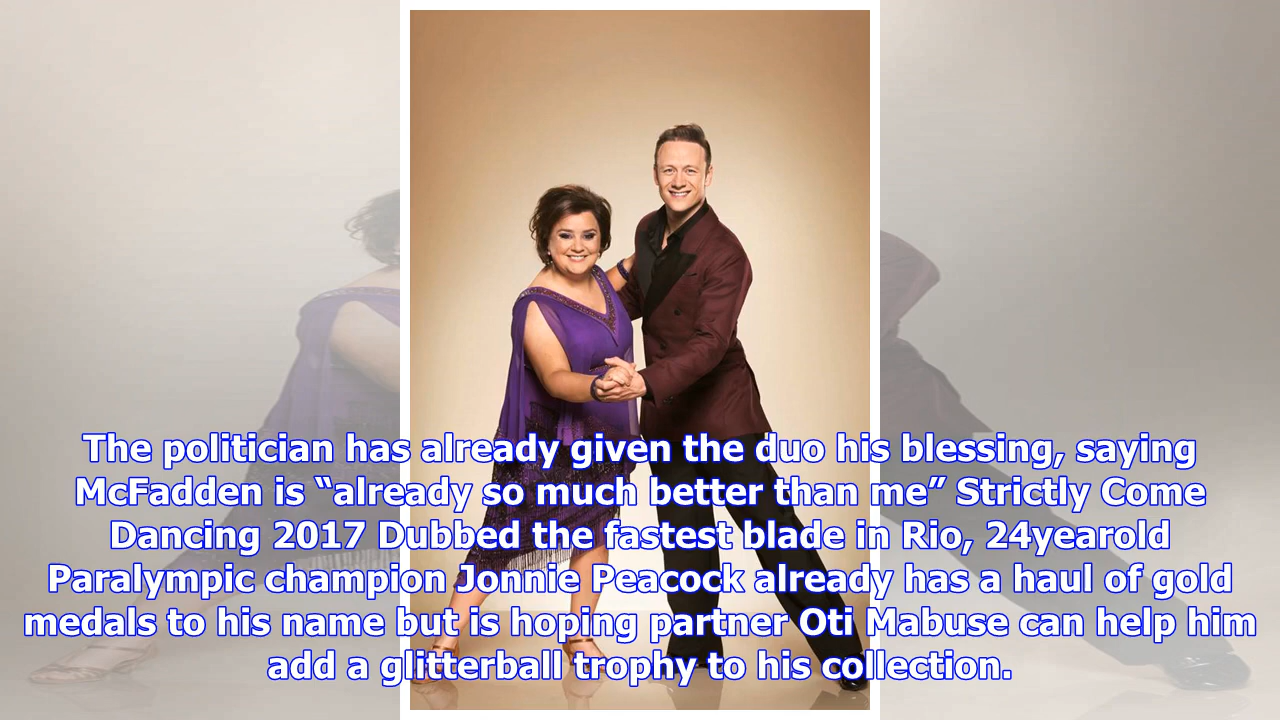 The politician has already given the duo his blessing, saying
McFadden is “already so much better than me” Strictly Come
Dancing 2017 Dubbed the fastest blade in Rio, 24yearold
Paralympic champion Jonnie Peacock already has a haul of gold
medals to his name but is hoping partner Oti Mabuse can help him
add a glitterball trophy to his collection.